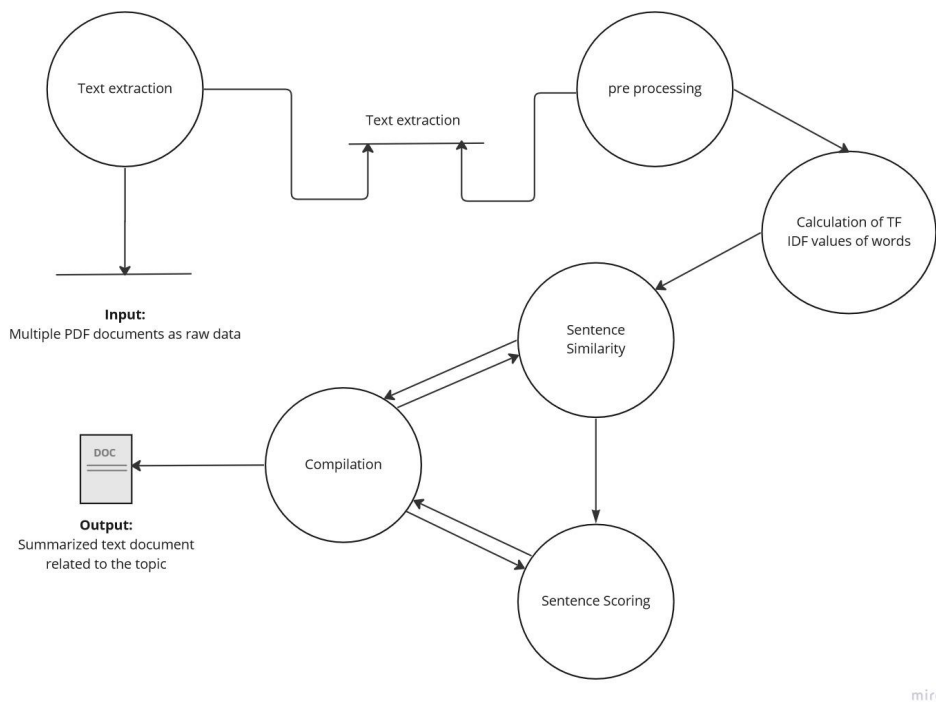 Text extraction
Text extraction
pre processing
Calculation of TF
IDF values of words
Input:
Multiple PDF documents as raw data
Sentence
Similarity
DOC
Compilation
Output:
Summarized text document
related to the topic
Sentence Scoring